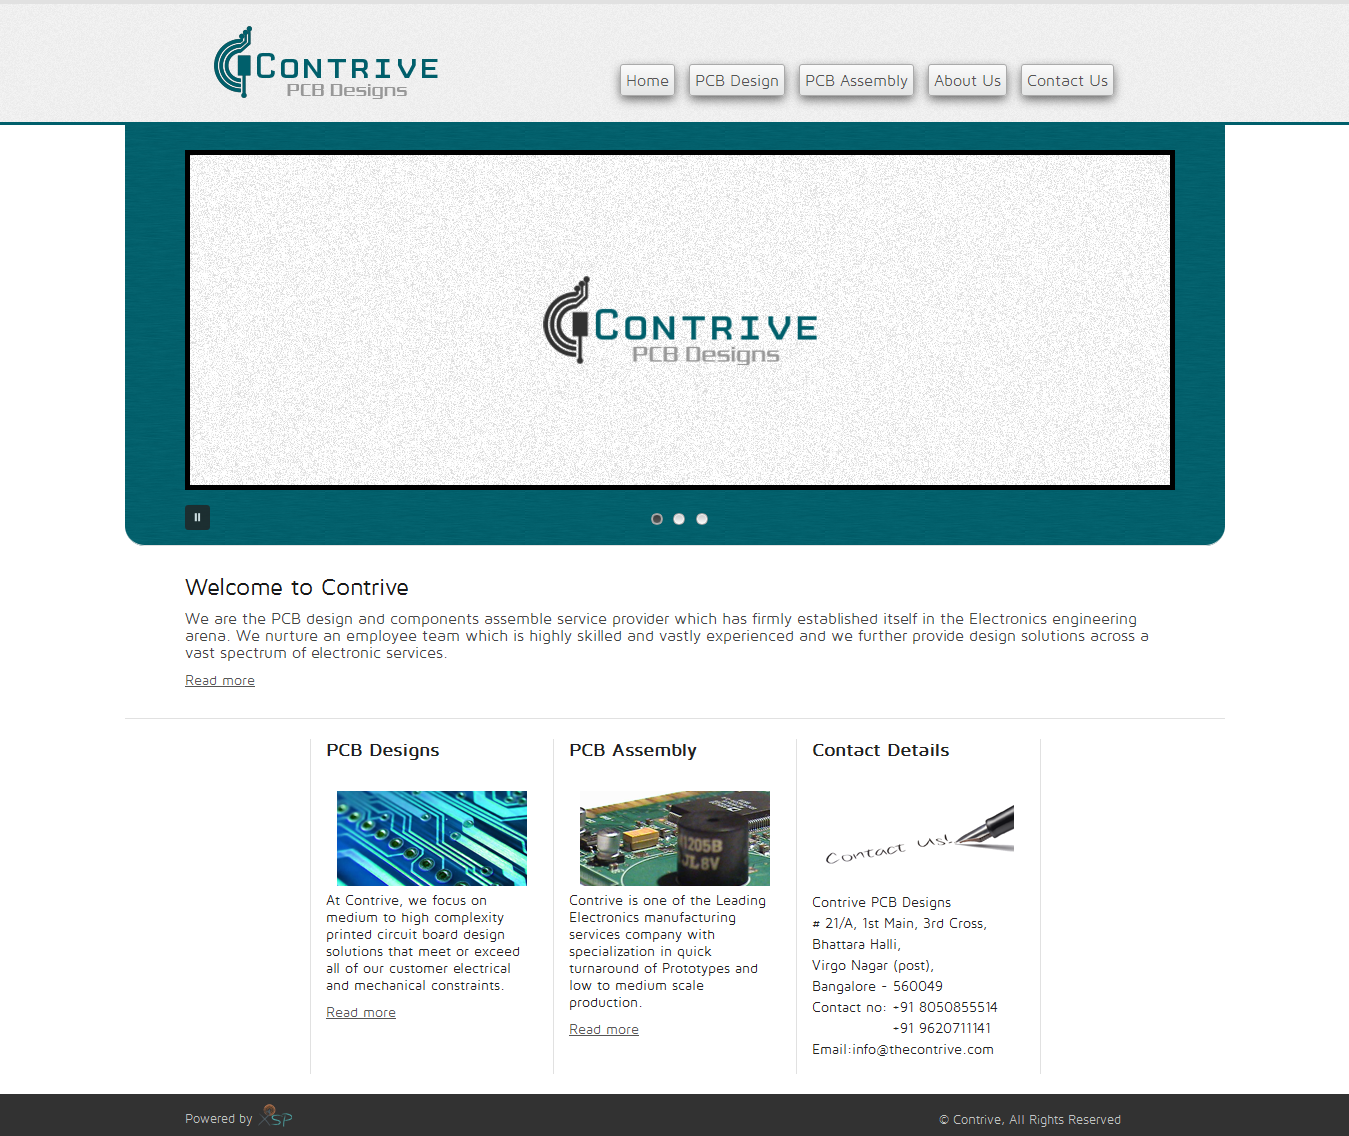 CONTRIVE
PCB Designs
Home
PCB Design
PCB Assembly
About Us
Contact Us
CONTRIVE
PCB Designs
Welcome to Contrive
We are the PCB design and components assemble service provider which has firmly established itself in the Electronics engineering
arena. We nurture an employee team which is highly skilled and vastly experienced and we further provide design solutions across a
vast spectrum of electronic services.
Read more
PCB Designs
At Contrive, we focus on
medium to high complexity
printed circuit board design
solutions that meet or exceed
all of our customer electrical
and mechanical constraints.
Read more
PCB Assembly
1205B
JL8V
Contrive is one of the Leading
Electronics manufacturing
services company with
specialization in quick
turnaround of Prototypes and
low to medium scale
production.
Read more
Contact Details
Contact Us!
Contrive PCB Designs
# 21/A, 1st Main, 3rd Cross,
Bhattara Halli,
Virgo Nagar (post),
Bangalore - 560049
Contact no: +91 8050855514
+91 9620711141
Email:info@thecontrive.com
Powered by XSP
© Contrive, All Rights Reserved